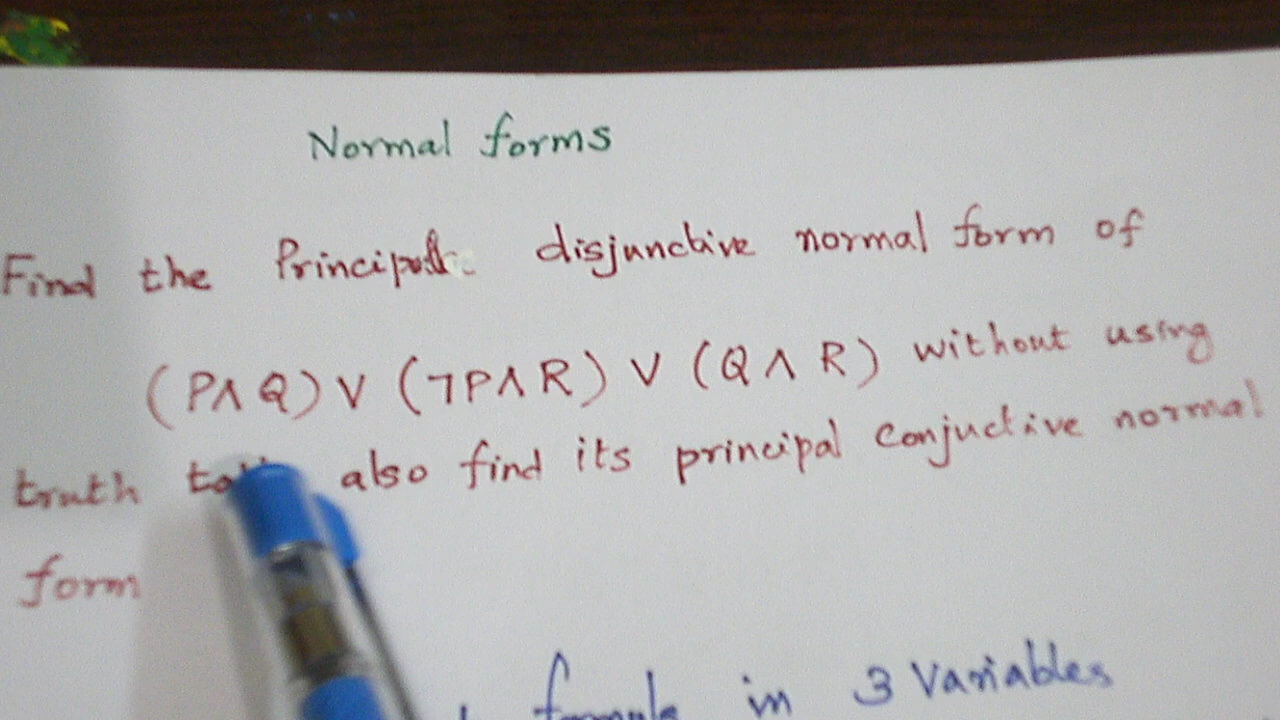 Normal forms
Find the Principal disjunctive normal form of
(P∧Q) ∨ (¬P∧R) ∨ (Q ∧ R) without using
truth also find its principal conjuctive normal
form
in 3 Variables